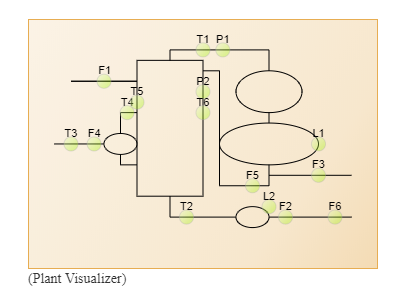 T1 P1
F1
P2
T5
T4 T6
T3 F4 L1
F3
F5
L2
T2 F2 F6
(Plant Visualizer)